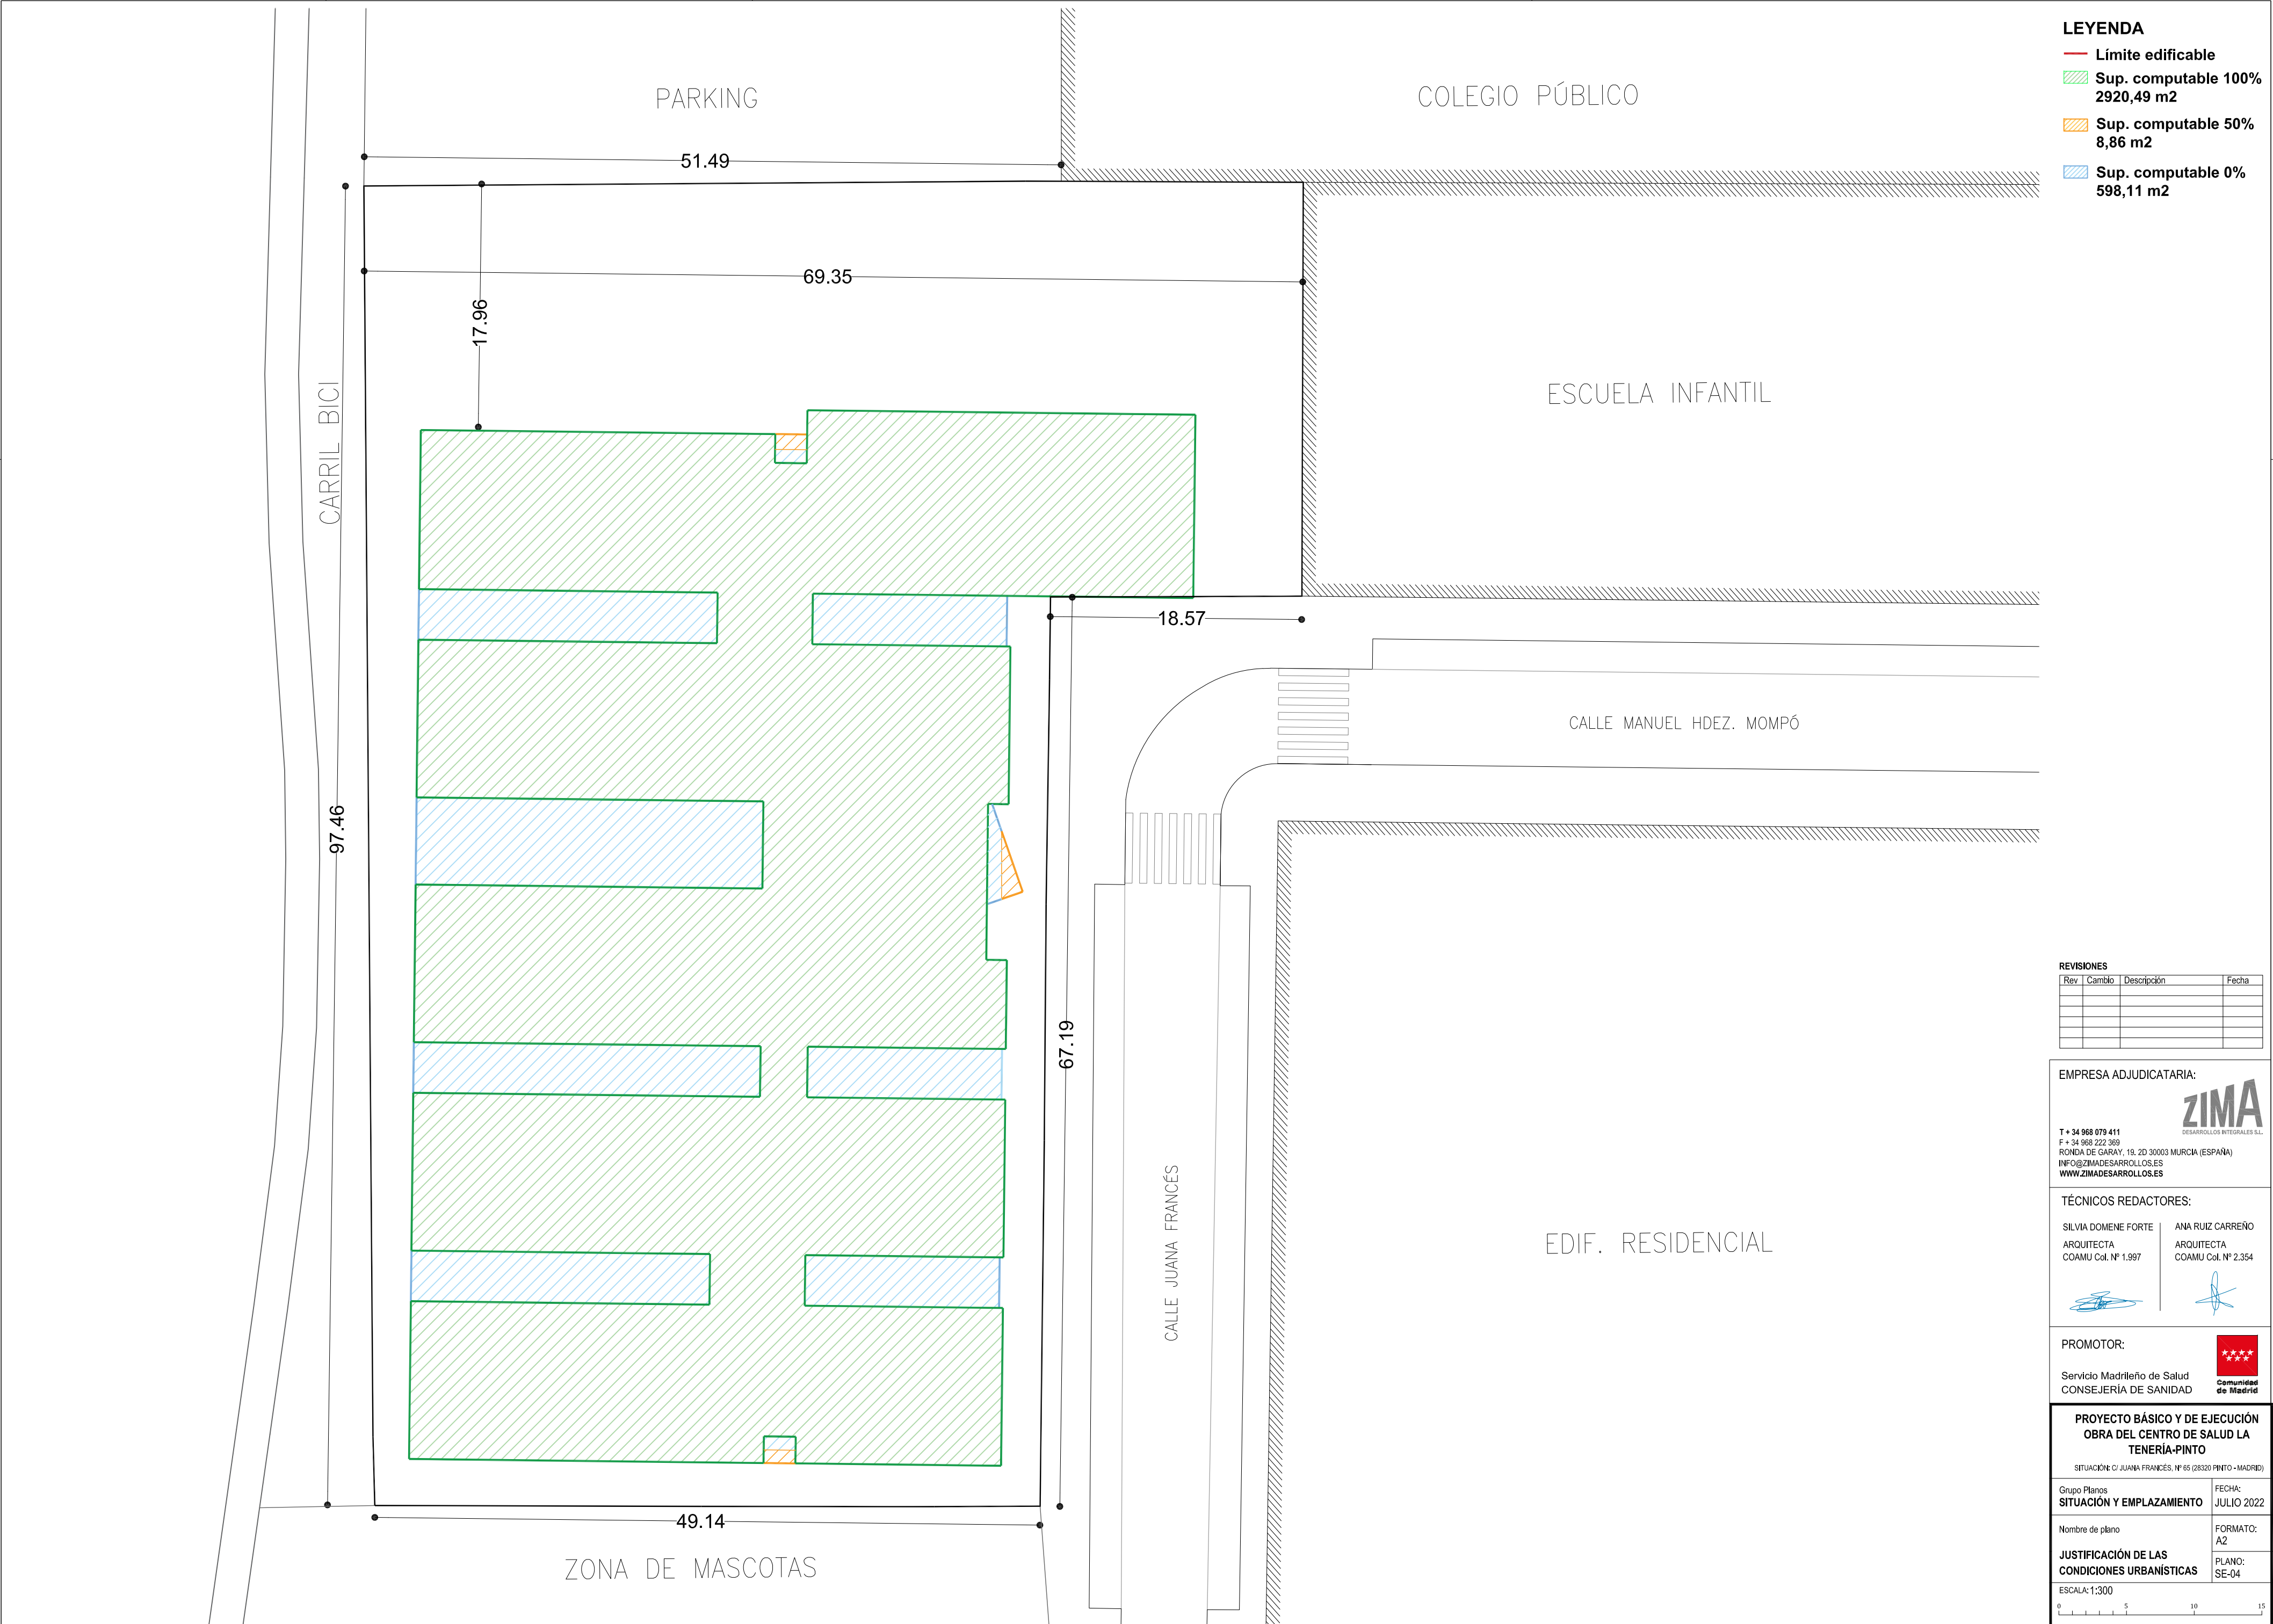 PARKING
COLEGIO PÚBLICO
LEYENDA
Límite edificable
Sup. computable 100%
2920,49 m2
Sup. computable 50%
8,86 m2
Sup. computable 0%
598,11 m2
51.49
69.35
17.96
CARRIL BICI
ESCUELA INFANTIL
18.57
CALLE MANUEL HDEZ. MOMPÓ
97.46
67.19
CALLE JUANA FRANCÉS
EDIF. RESIDENCIAL
49.14
ZONA DE MASCOTAS
REVISIONES
Rev Cambio Descripción Fecha
EMPRESA ADJUDICATARIA:
ZIMA
DESARROLLOS INTEGRALES S.L.
T + 34 968 079 411
F + 34 968 222 369
RONDA DE GARAY, 19. 2D 30003 MURCIA (ESPAÑA)
INFO@ZIMADESARROLLOS.ES
WWW.ZIMADESARROLLOS.ES
TÉCNICOS REDACTORES:
SILVIA DOMENE FORTE ANA RUIZ CARREÑO
ARQUITECTA ARQUITECTA
COAMU Col. Nº 1.997 COAMU Col. Nº 2.354
PROMOTOR:
Servicio Madrileño de Salud
CONSEJERÍA DE SANIDAD
Comunidad
de Madrid
PROYECTO BÁSICO Y DE EJECUCIÓN
OBRA DEL CENTRO DE SALUD LA
TENERÍA-PINTO
SITUACIÓN: C/ JUANA FRANCÉS, Nº 65 (28320 PINTO - MADRID)
Grupo Planos
SITUACIÓN Y EMPLAZAMIENTO
FECHA:
JULIO 2022
Nombre de plano
JUSTIFICACIÓN DE LAS
CONDICIONES URBANÍSTICAS
FORMATO:
A2
PLANO:
SE-04
ESCALA: 1:300
0 5 10 15